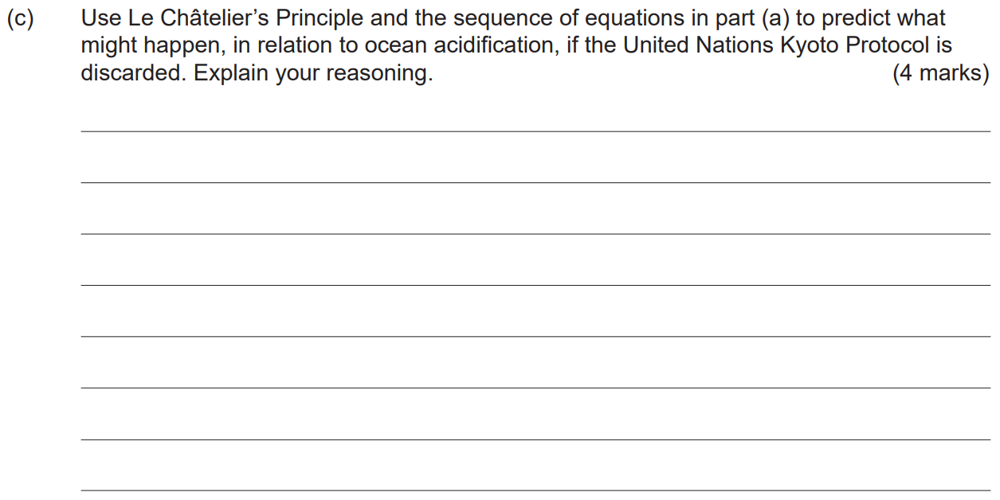 (c) Use Le Châtelier’s Principle and the sequence of equations in part (a) to predict what
might happen, in relation to ocean acidification, if the United Nations Kyoto Protocol is
discarded. Explain your reasoning. (4 marks)